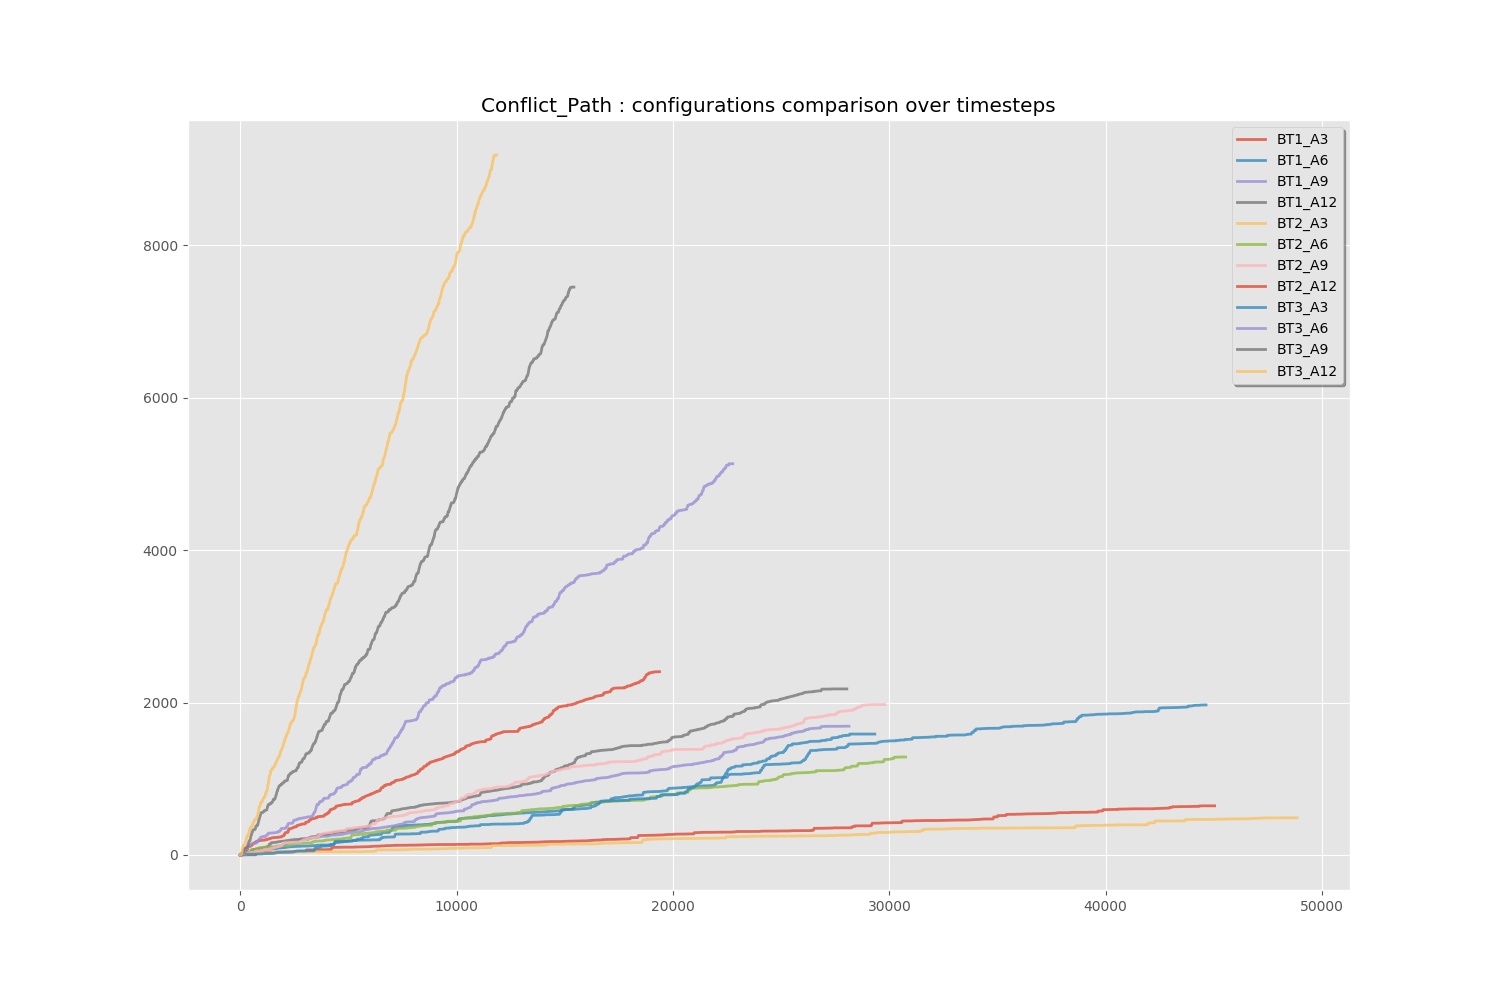 Conflict_Path : configurations comparison over timesteps
BT1_A3
BT1_A6
BT1_A9
BT1_A12
BT2_A3
BT2_A6
BT2_A9
BT2_A12
BT3_A3
BT3_A6
BT3_A9
BT3_A12
8000
6000
4000
2000
0
0 10000 20000 30000 40000 50000